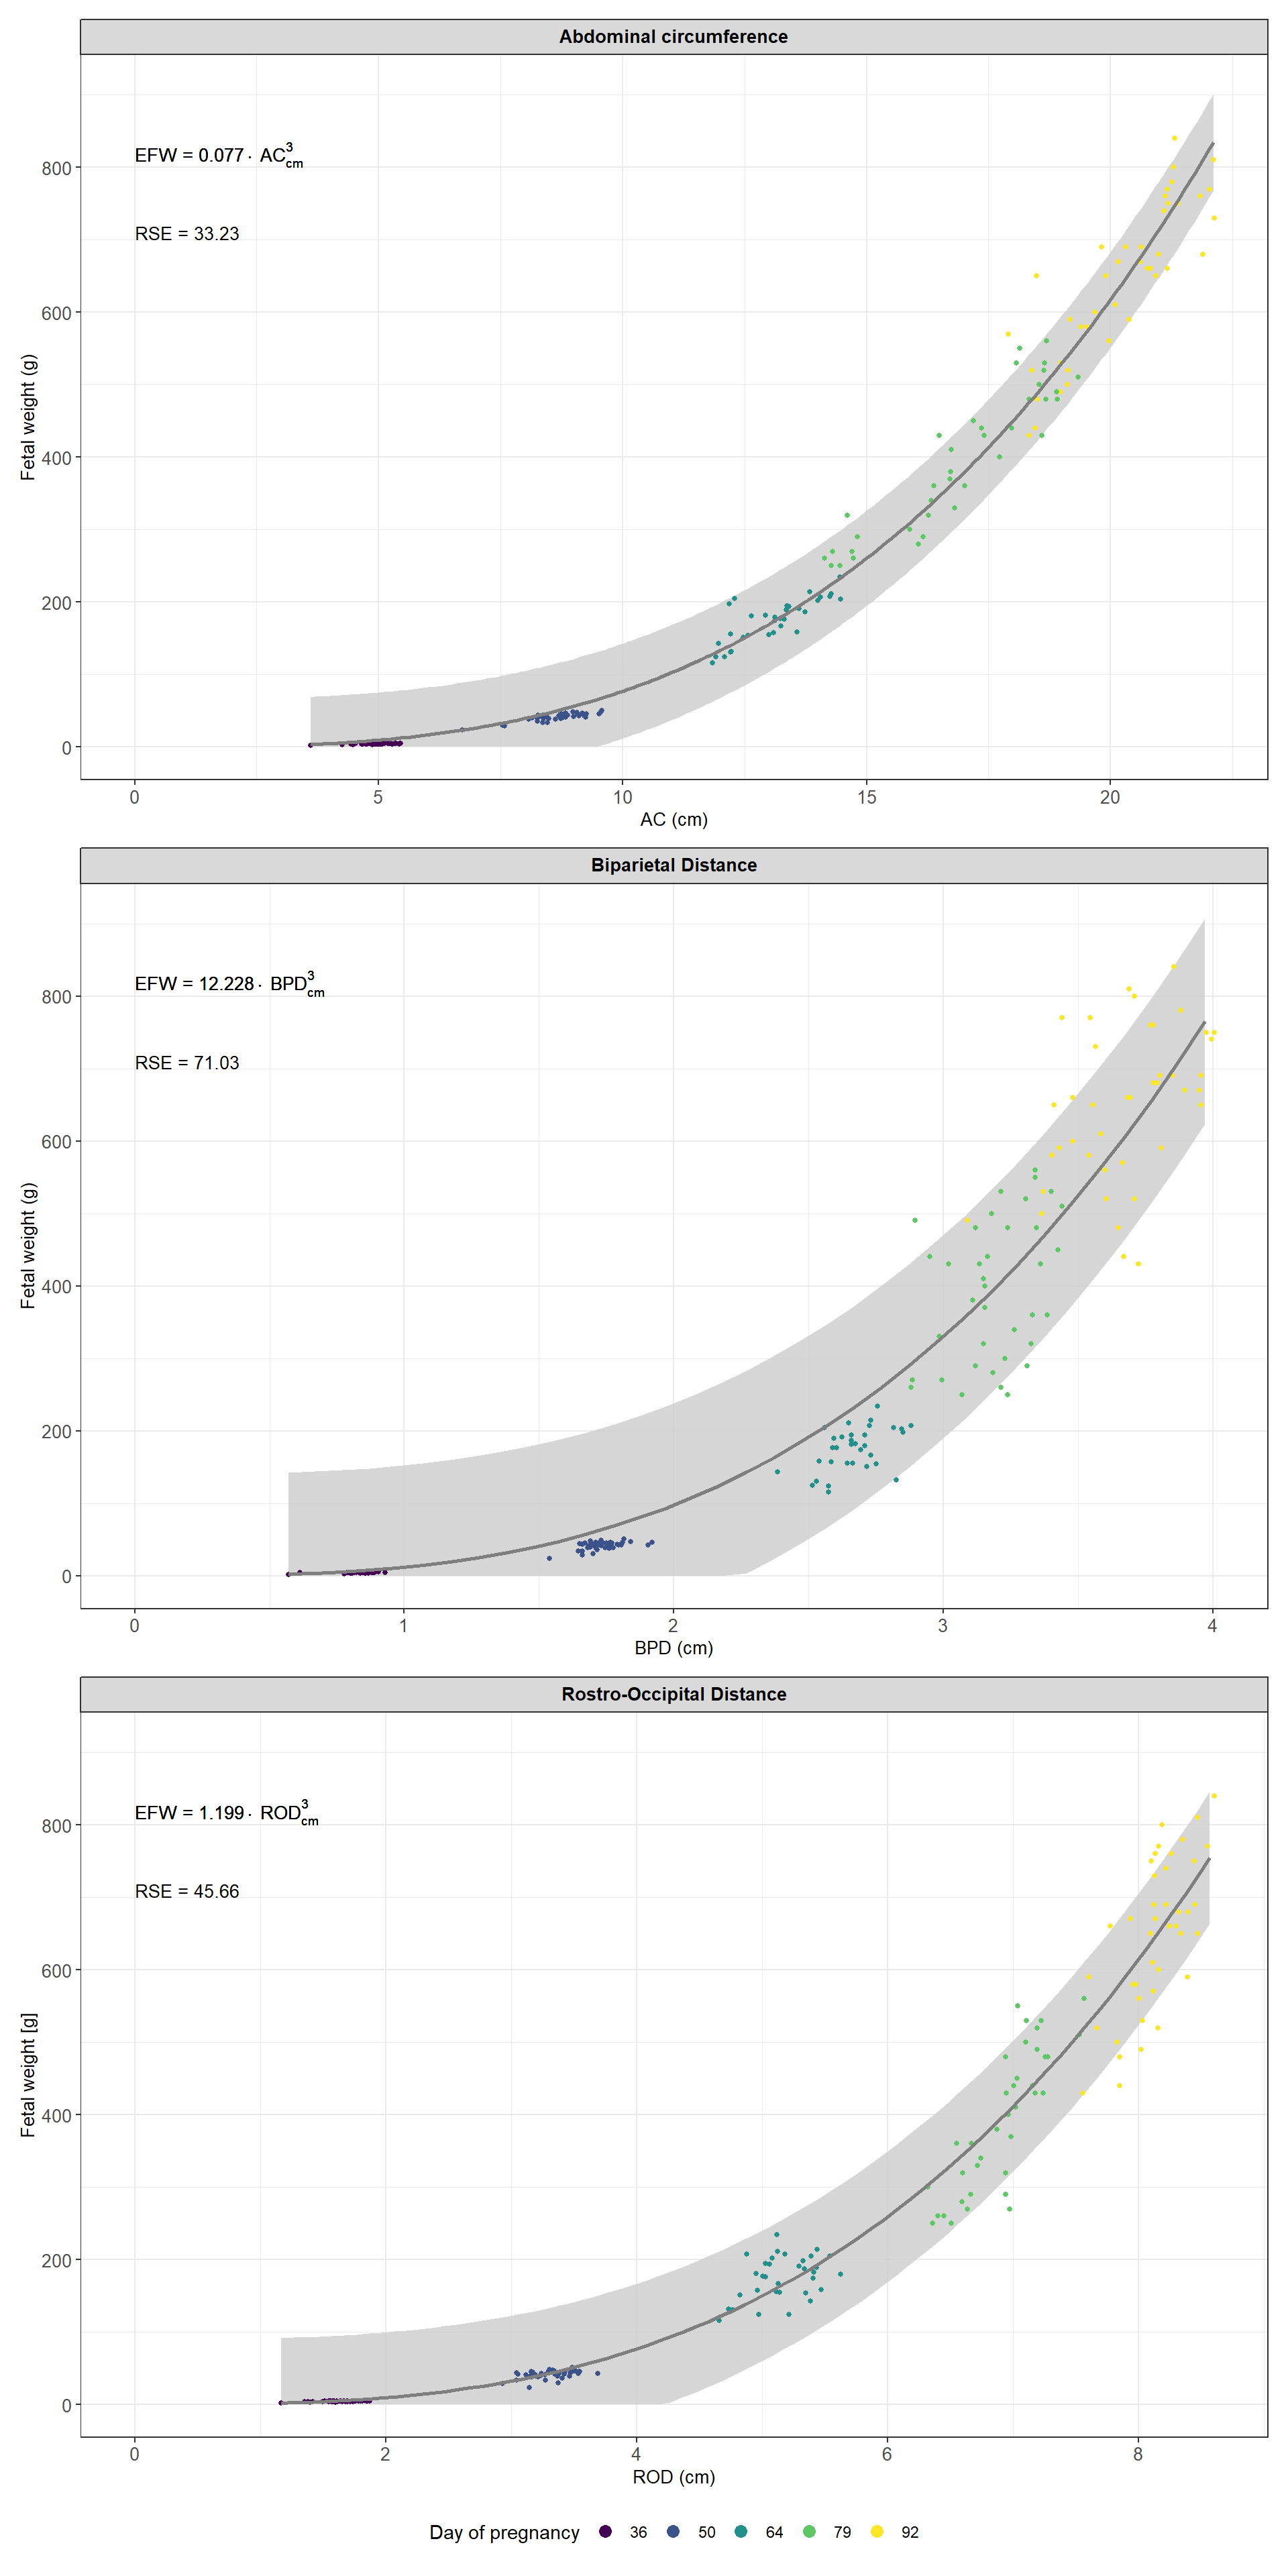 Abdominal circumference
EFW = 0.077 · AC³cm
RSE = 33.23
Fetal weight (g)
800
600
400
200
0
0 5 10 15 20
AC (cm)
Biparietal Distance
EFW = 12.228 · BPD³cm
RSE = 71.03
Fetal weight (g)
800
600
400
200
0
0 1 2 3 4
BPD (cm)
Rostro-Occipital Distance
EFW = 1.199 · ROD³cm
RSE = 45.66
Fetal weight [g]
800
600
400
200
0
0 2 4 6 8
ROD (cm)
Day of pregnancy 36 50 64 79 92